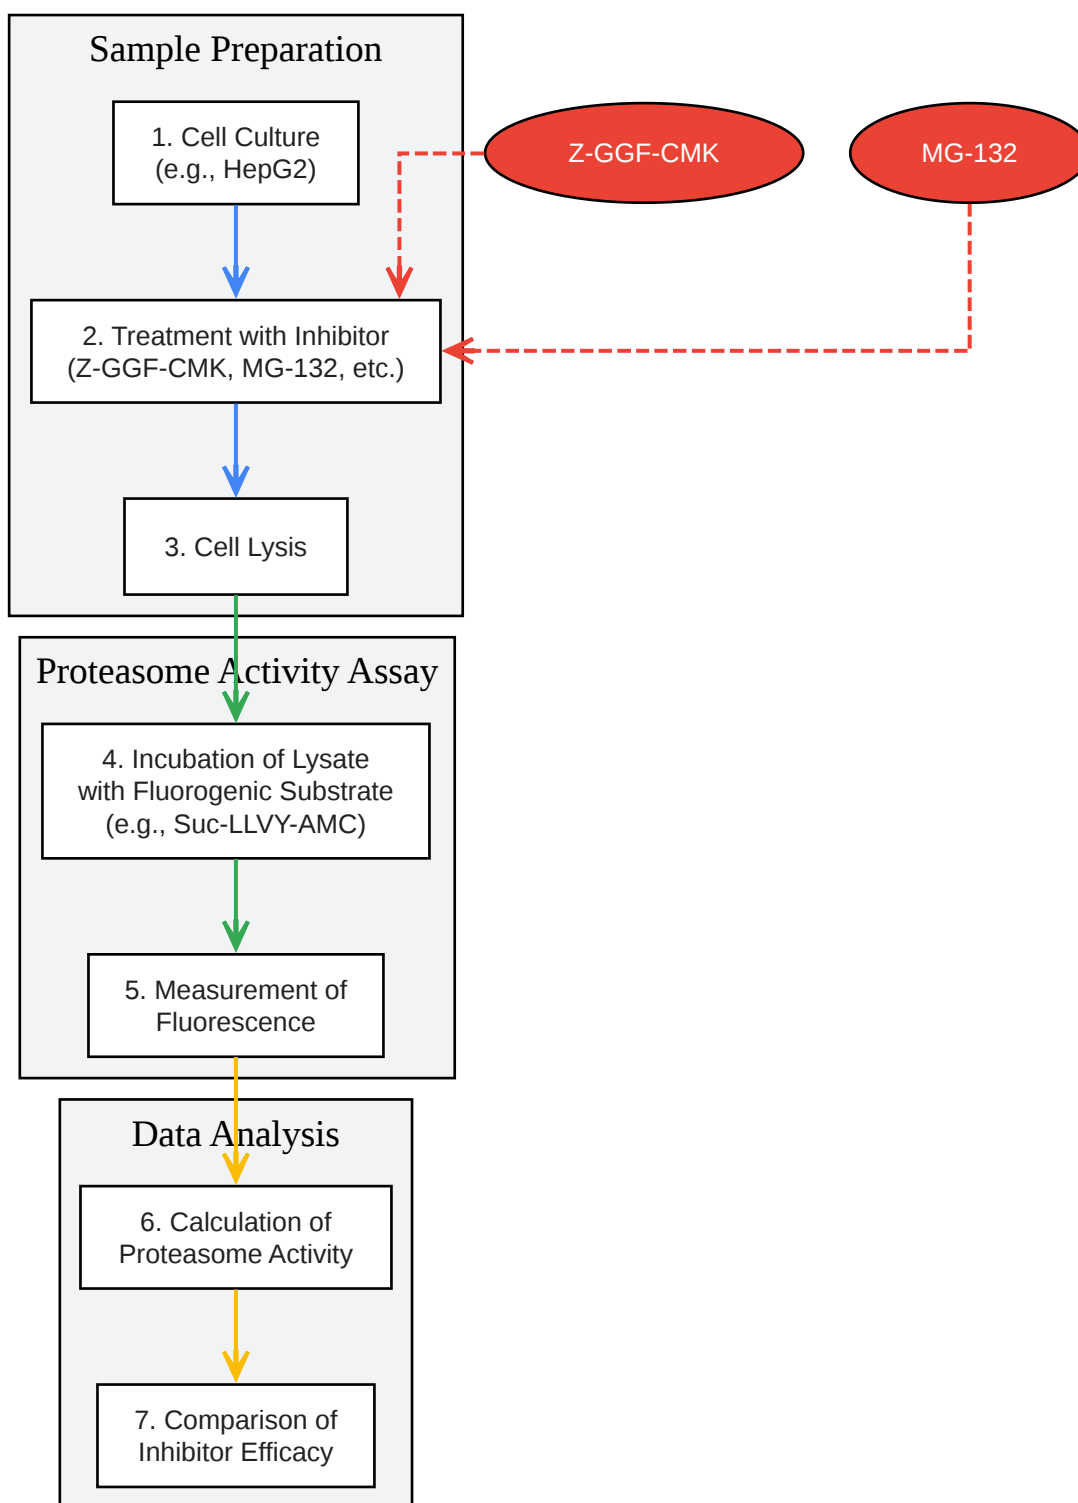 Sample Preparation
1. Cell Culture
(e.g., HepG2)
Z-GGF-CMK
MG-132
2. Treatment with Inhibitor
(Z-GGF-CMK, MG-132, etc.)
3. Cell Lysis
Proteasome Activity Assay
4. Incubation of Lysate
with Fluorogenic Substrate
(e.g., Suc-LLVY-AMC)
5. Measurement of
Fluorescence
Data Analysis
6. Calculation of
Proteasome Activity
7. Comparison of
Inhibitor Efficacy